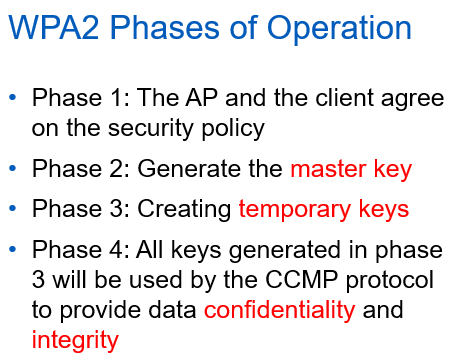 WPA2 Phases of Operation
• Phase 1: The AP and the client agree
on the security policy
• Phase 2: Generate the master key
• Phase 3: Creating temporary keys
• Phase 4: All keys generated in phase
3 will be used by the CCMP protocol
to provide data confidentiality and
integrity